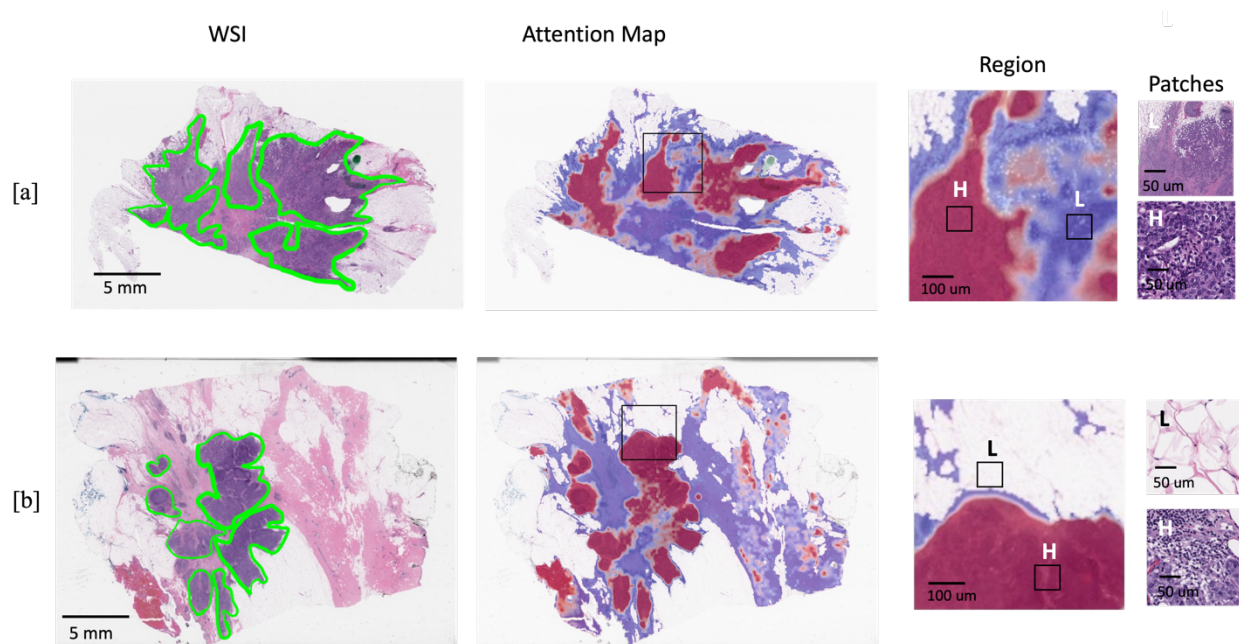 WSI
Attention Map
L
Region
Patches
[a]
5 mm
H
L
100 um
L
50 um
H
50 um
[b]
5 mm
L
H
100 um
L
50 um
H
50 um